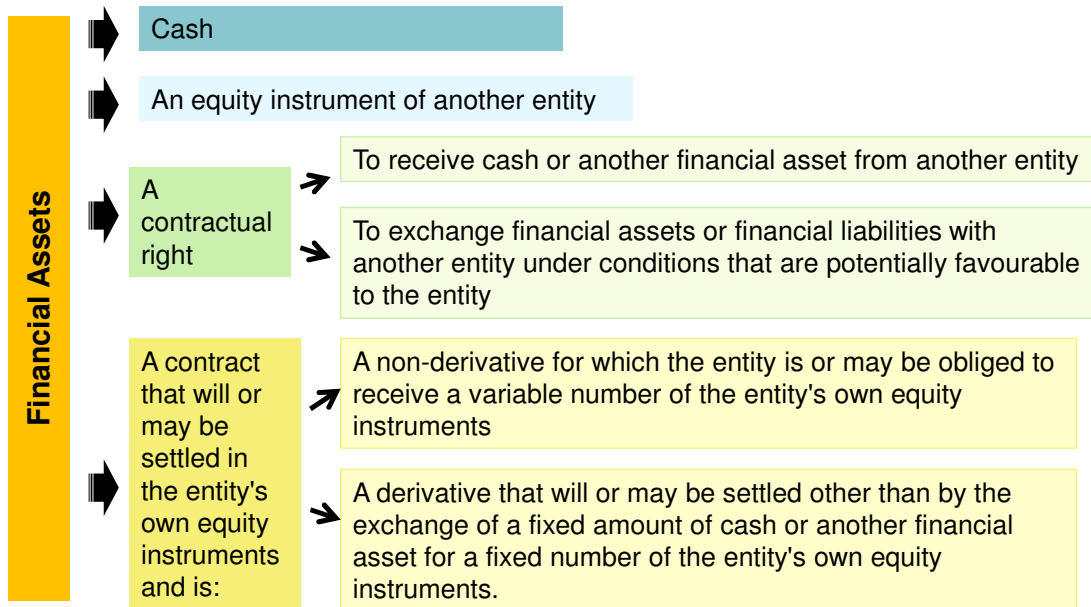 Financial Assets
Cash
An equity instrument of another entity
A
contractual
right
To receive cash or another financial asset from another entity
To exchange financial assets or financial liabilities with
another entity under conditions that are potentially favourable
to the entity
A contract
that will or
may be
settled in
the entity's
own equity
instruments
and is:
A non-derivative for which the entity is or may be obliged to
receive a variable number of the entity's own equity
instruments
A derivative that will or may be settled other than by the
exchange of a fixed amount of cash or another financial
asset for a fixed number of the entity's own equity
instruments.